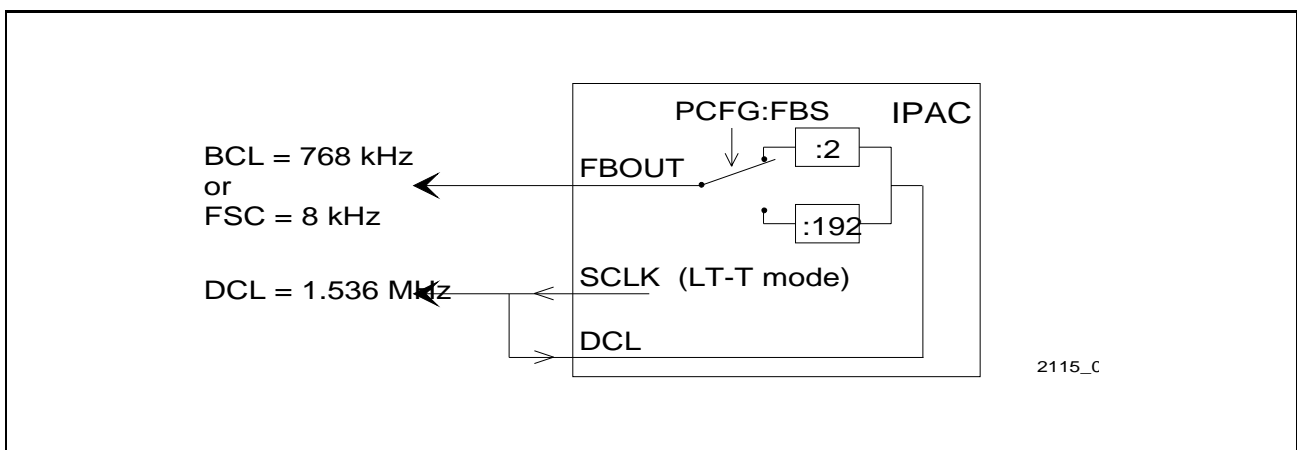 PCFG:FBS
IPAC
:2
BCL = 768 kHz
or
FSC = 8 kHz
FBOUT
:192
DCL = 1.536 MHz
SCLK (LT-T mode)
DCL